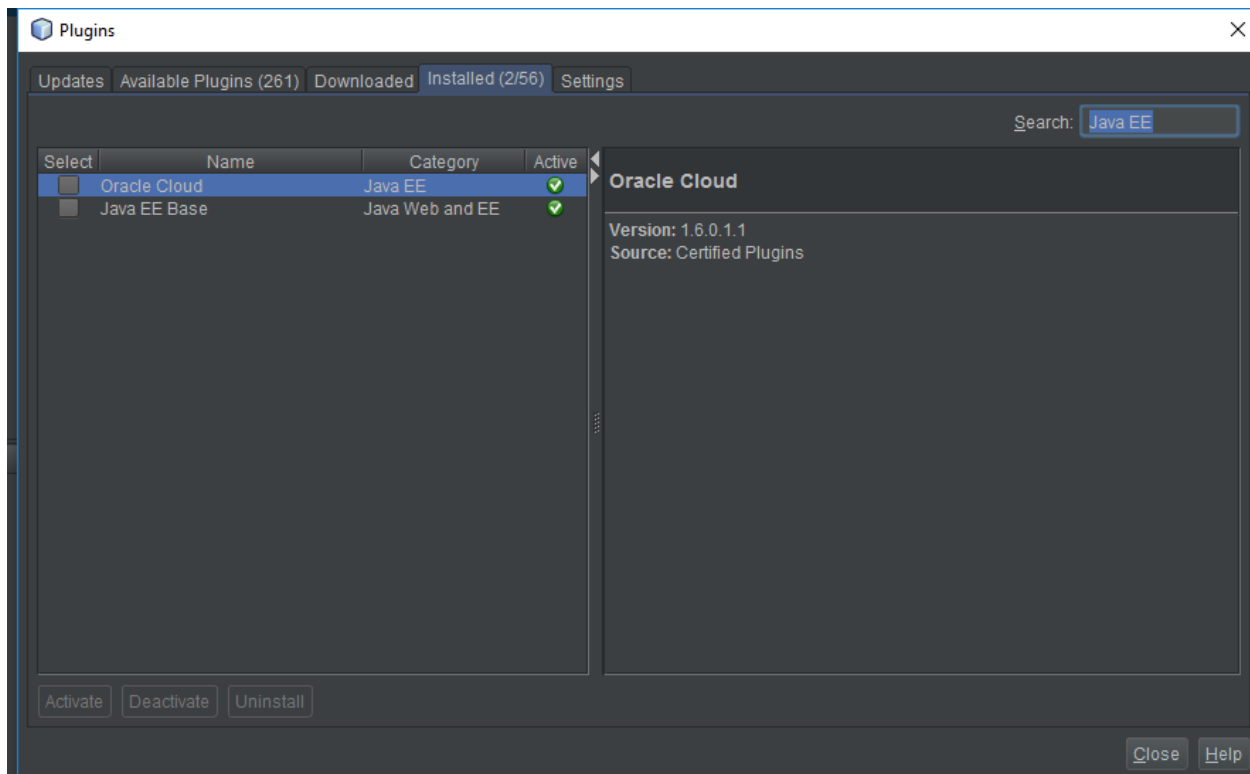 Plugins
Updates Available Plugins (261) Downloaded Installed (2/56) Settings
Search: Java EE
Select Name Category Active
Oracle Cloud Java EE
Java EE Base Java Web and EE
Oracle Cloud
Version: 1.6.0.1.1
Source: Certified Plugins
Activate Deactivate Uninstall
Close Help